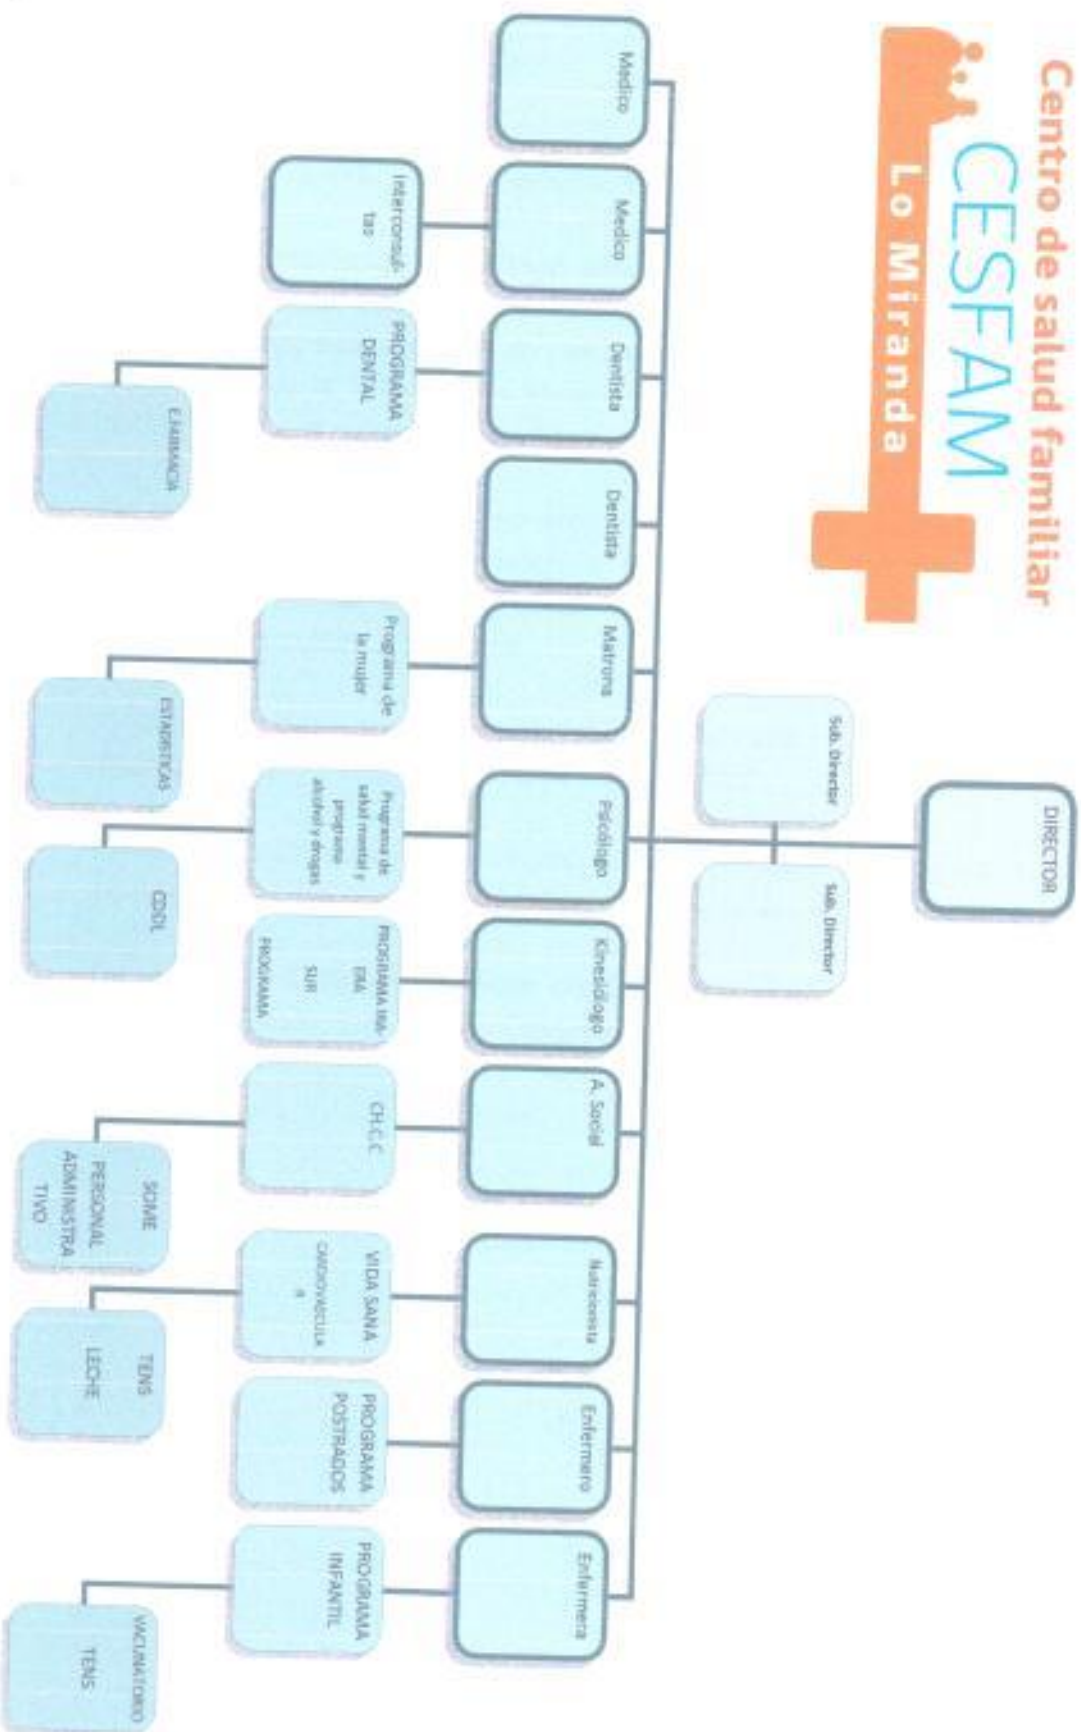 Centro de salud familiar
CESFAM
Lo Miranda
DIRECTOR
Sub. Director
Sub. Director
Medico
Medico
Dentista
Dentista
Matrona
Psicólogo
Kinesiólogo
A. Social
Nutricionista
Enfermero
Enfermera
Interconsul-
tas
PROGRAMA
DENTAL
Programa de
la mujer
Programa de
salud mental y
programa
alcohol y drogas
PROGRAMA IRA-
ERA
SUR
PROGRAMA
CH.C.C
VIDA SANA
CARDIOVASCULA
R
PROGRAMA
POSTRADOS
PROGRAMA
INFANTIL
E.FARMACIA
ESTADISTICAS
CDDL
SOME
PERSONAL
ADMINISTRA
TIVO
TENS
LECHE
VACUNATORIO
TENS